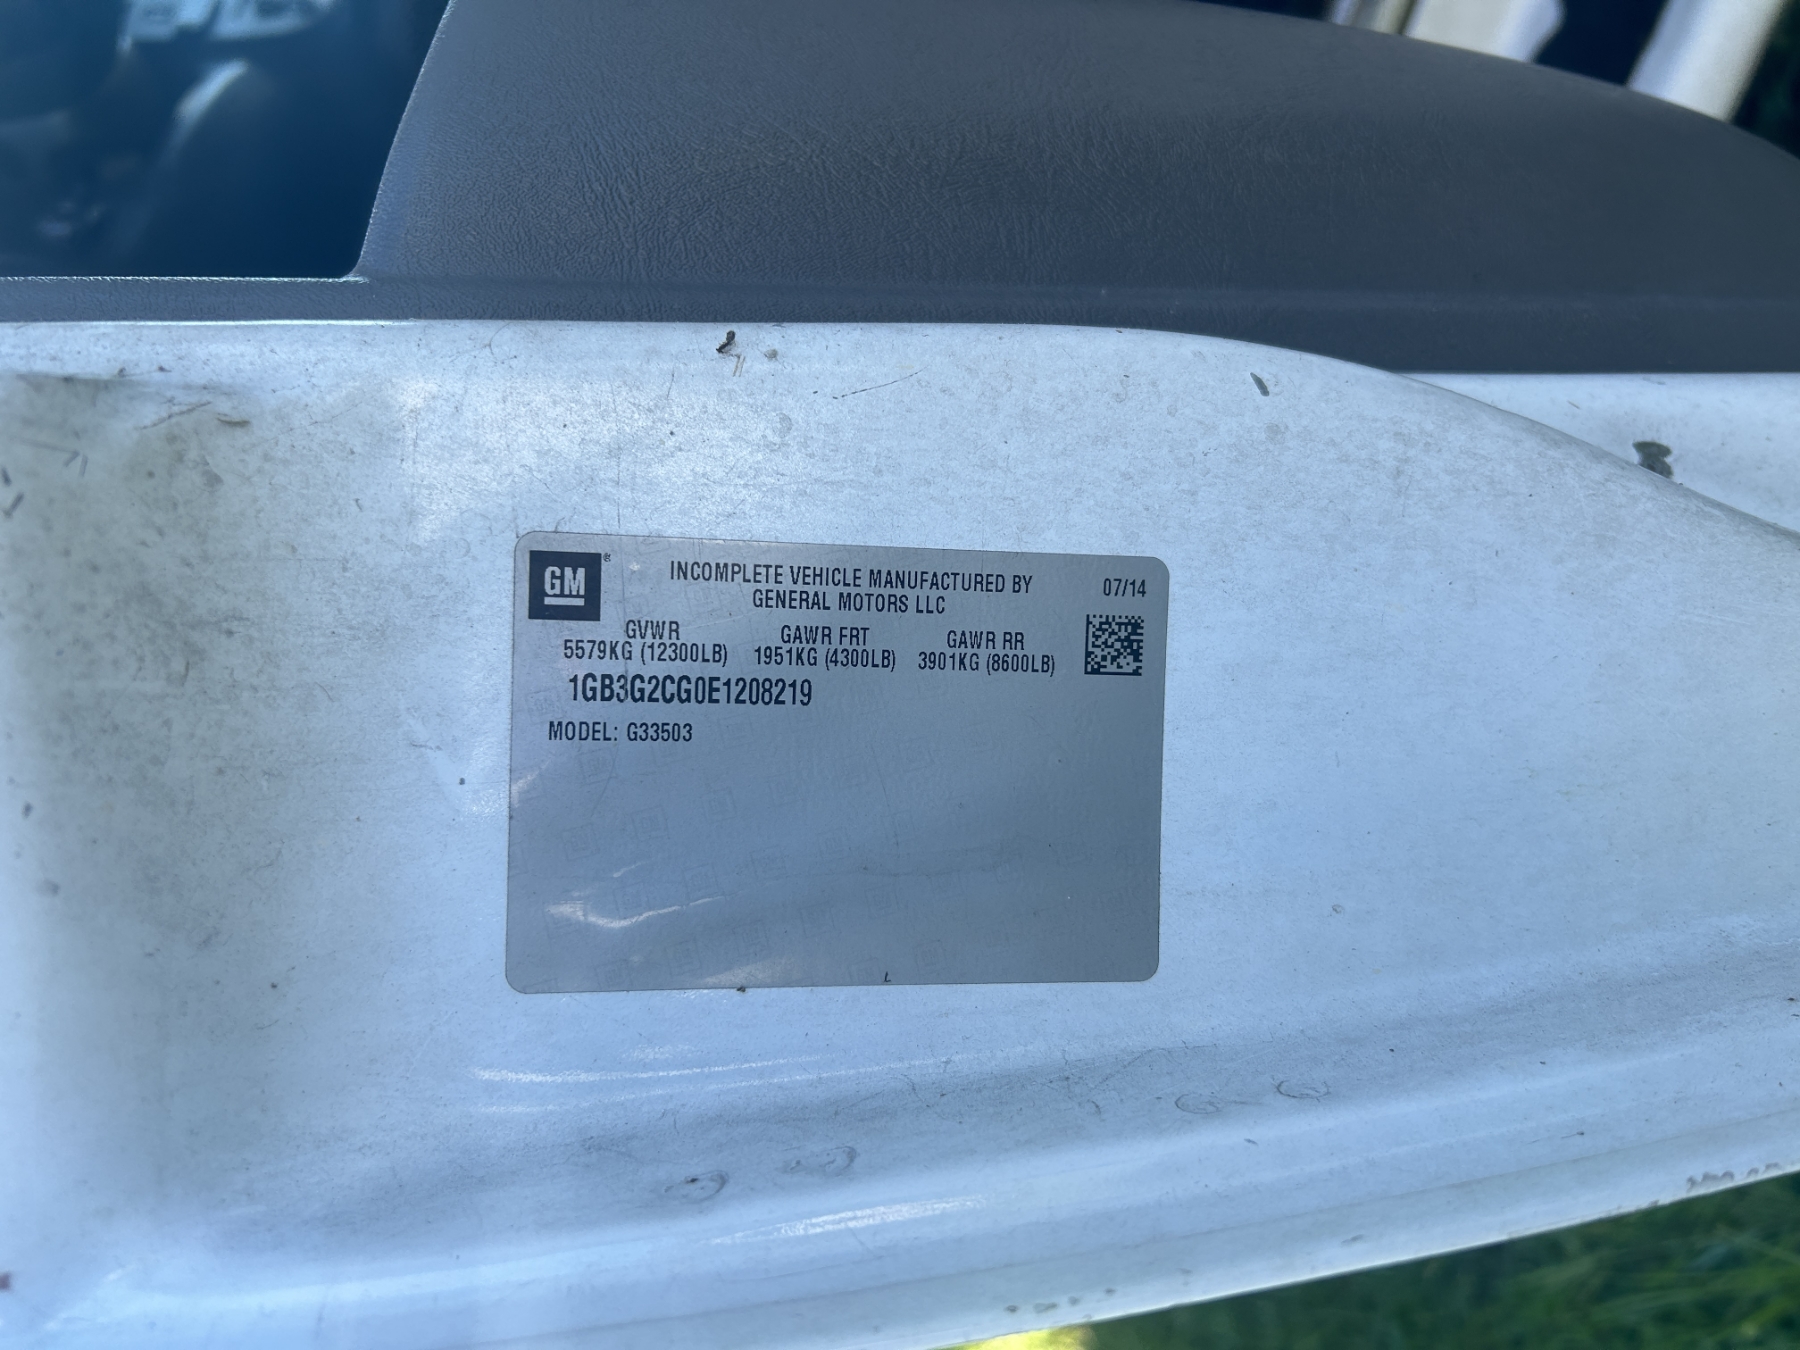 GM ®
INCOMPLETE VEHICLE MANUFACTURED BY
GENERAL MOTORS LLC
07/14
GVWR GAWR FRT GAWR RR
5579KG (12300LB) 1951KG (4300LB) 3901KG (8600LB)
1GB3G2CG0E1208219
MODEL: G33503
L